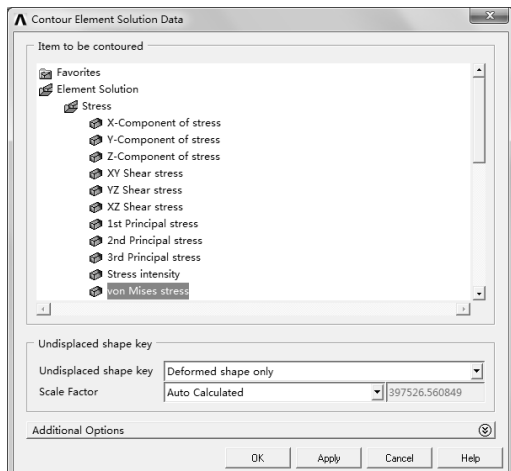 Contour Element Solution Data
Item to be contoured
Favorites
Element Solution
Stress
X-Component of stress
Y-Component of stress
Z-Component of stress
XY Shear stress
YZ Shear stress
XZ Shear stress
1st Principal stress
2nd Principal stress
3rd Principal stress
Stress intensity
von Mises stress
Undisplaced shape key
Undisplaced shape key Deformed shape only
Scale Factor Auto Calculated 397526.560849
Additional Options
OK Apply Cancel Help